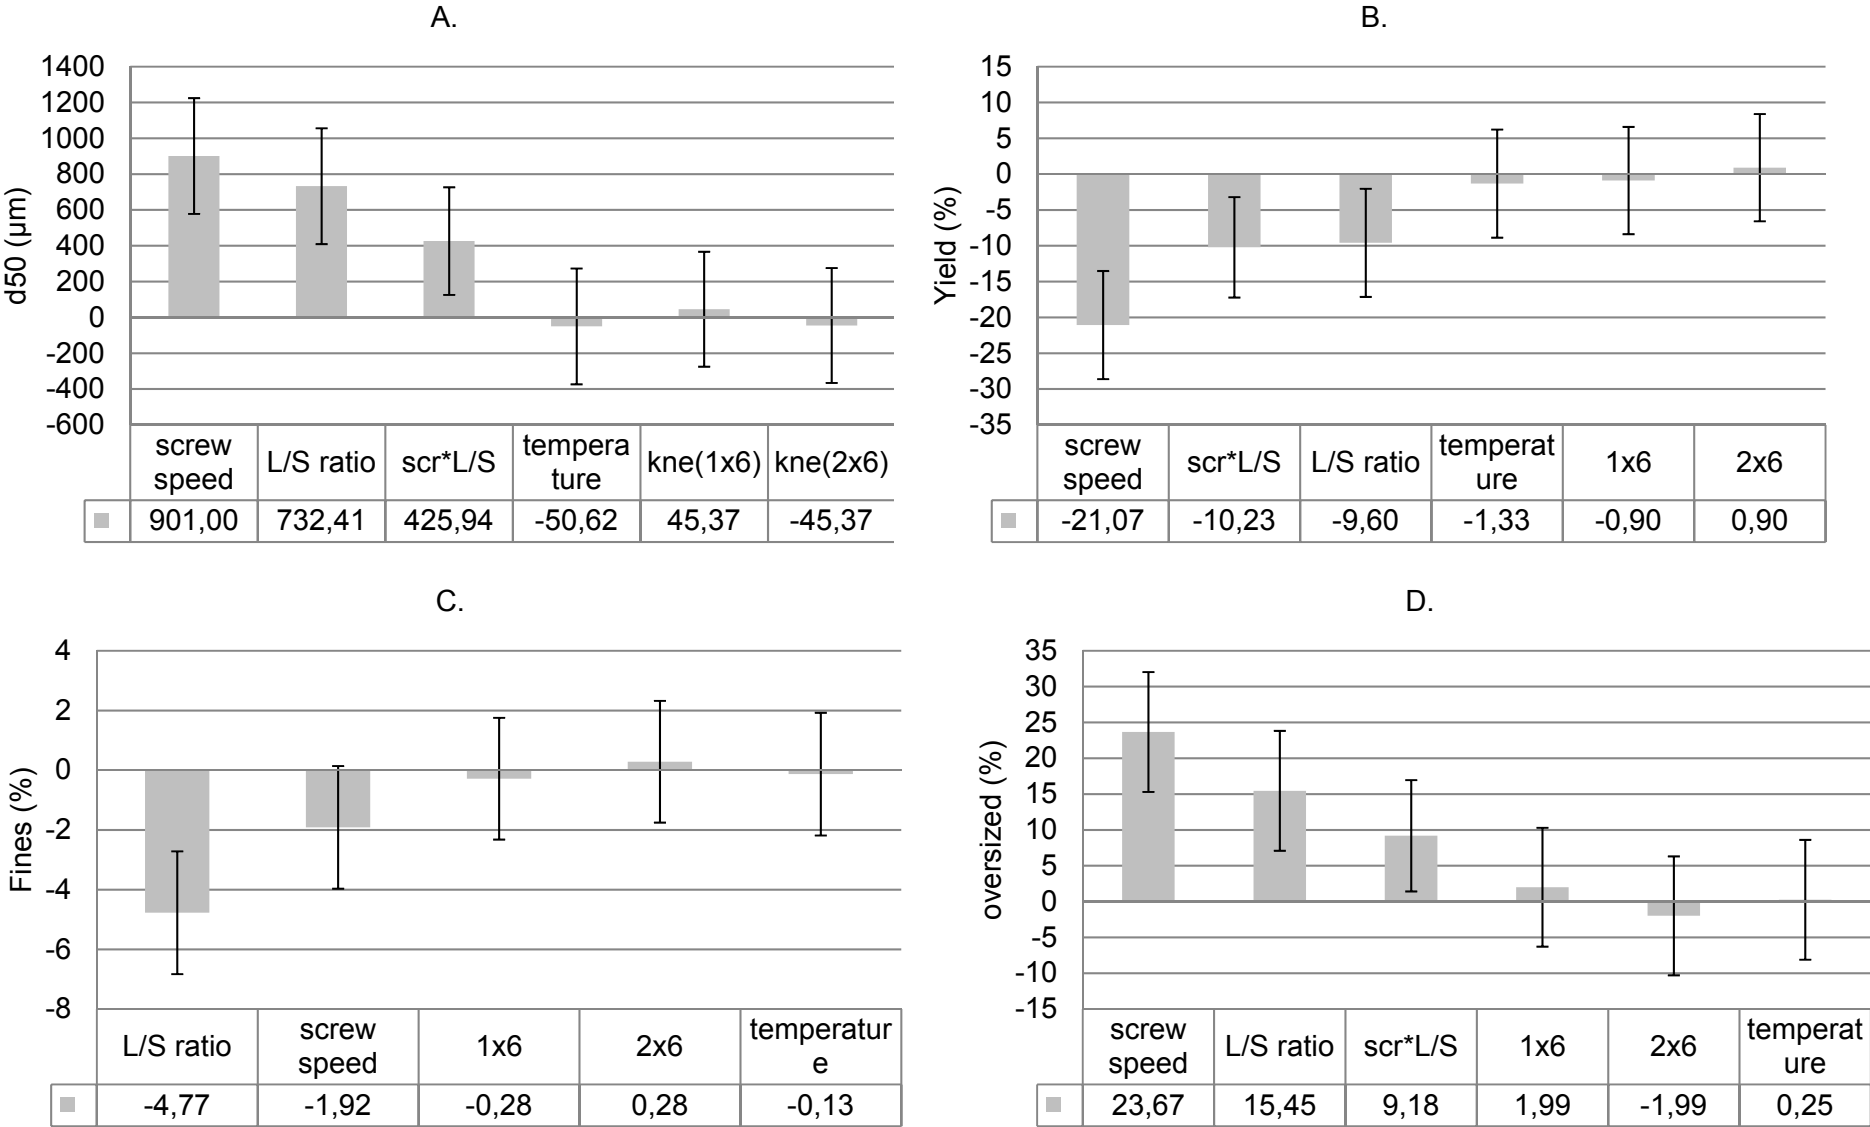 A.
1400
1200
1000
800
600
400
200
0
-200
-400
-600
d50 (µm)
screw
speed
L/S ratio
scr*L/S
tempera
ture
kne(1x6)
kne(2x6)
901,00
732,41
425,94
-50,62
45,37
-45,37
B.
15
10
5
0
-5
-10
-15
-20
-25
-30
-35
Yield (%)
screw
speed
scr*L/S
L/S ratio
temperat
ure
1x6
2x6
-21,07
-10,23
-9,60
-1,33
-0,90
0,90
C.
4
2
0
-2
-4
-6
-8
Fines (%)
L/S ratio
screw
speed
1x6
2x6
temperatur
e
-4,77
-1,92
-0,28
0,28
-0,13
D.
35
30
25
20
15
10
5
0
-5
-10
-15
oversized (%)
screw
speed
L/S ratio
scr*L/S
1x6
2x6
temperat
ure
23,67
15,45
9,18
1,99
-1,99
0,25